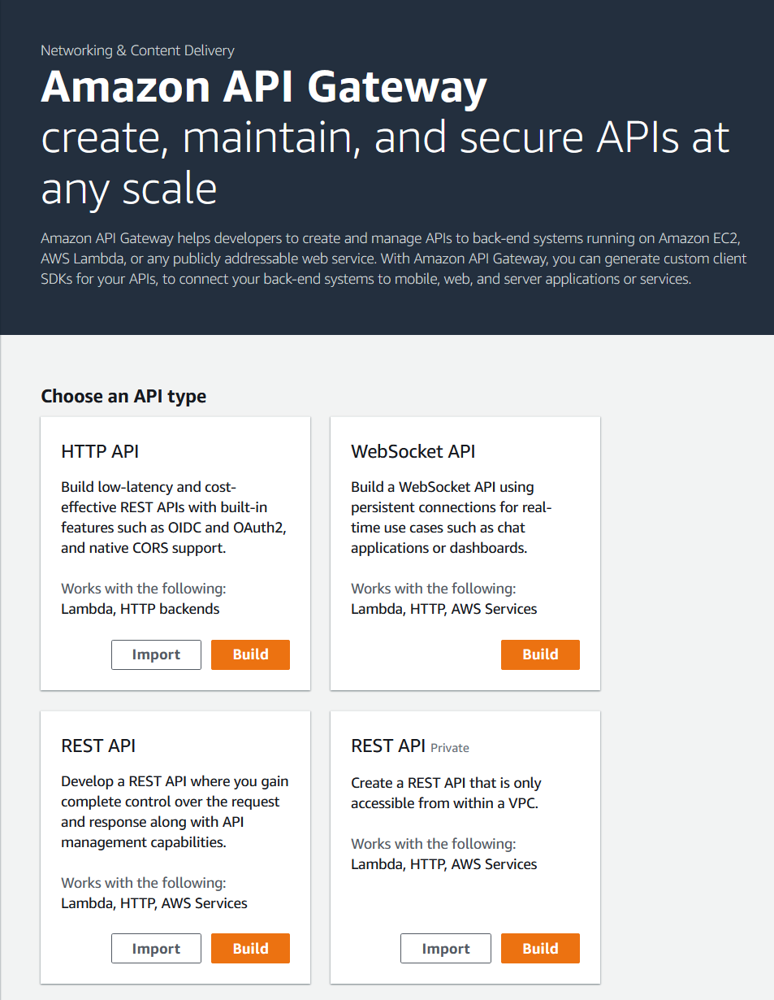 Networking & Content Delivery
Amazon API Gateway
create, maintain, and secure APIs at
any scale
Amazon API Gateway helps developers to create and manage APIs to back-end systems running on Amazon EC2,
AWS Lambda, or any publicly addressable web service. With Amazon API Gateway, you can generate custom client
SDKs for your APIs, to connect your back-end systems to mobile, web, and server applications or services.
Choose an API type
HTTP API
Build low-latency and cost-
effective REST APIs with built-in
features such as OIDC and OAuth2,
and native CORS support.
Works with the following:
Lambda, HTTP backends
Import
Build
WebSocket API
Build a WebSocket API using
persistent connections for real-
time use cases such as chat
applications or dashboards.
Works with the following:
Lambda, HTTP, AWS Services
Build
REST API
Develop a REST API where you gain
complete control over the request
and response along with API
management capabilities.
Works with the following:
Lambda, HTTP, AWS Services
Import
Build
REST API Private
Create a REST API that is only
accessible from within a VPC.
Works with the following:
Lambda, HTTP, AWS Services
Import
Build